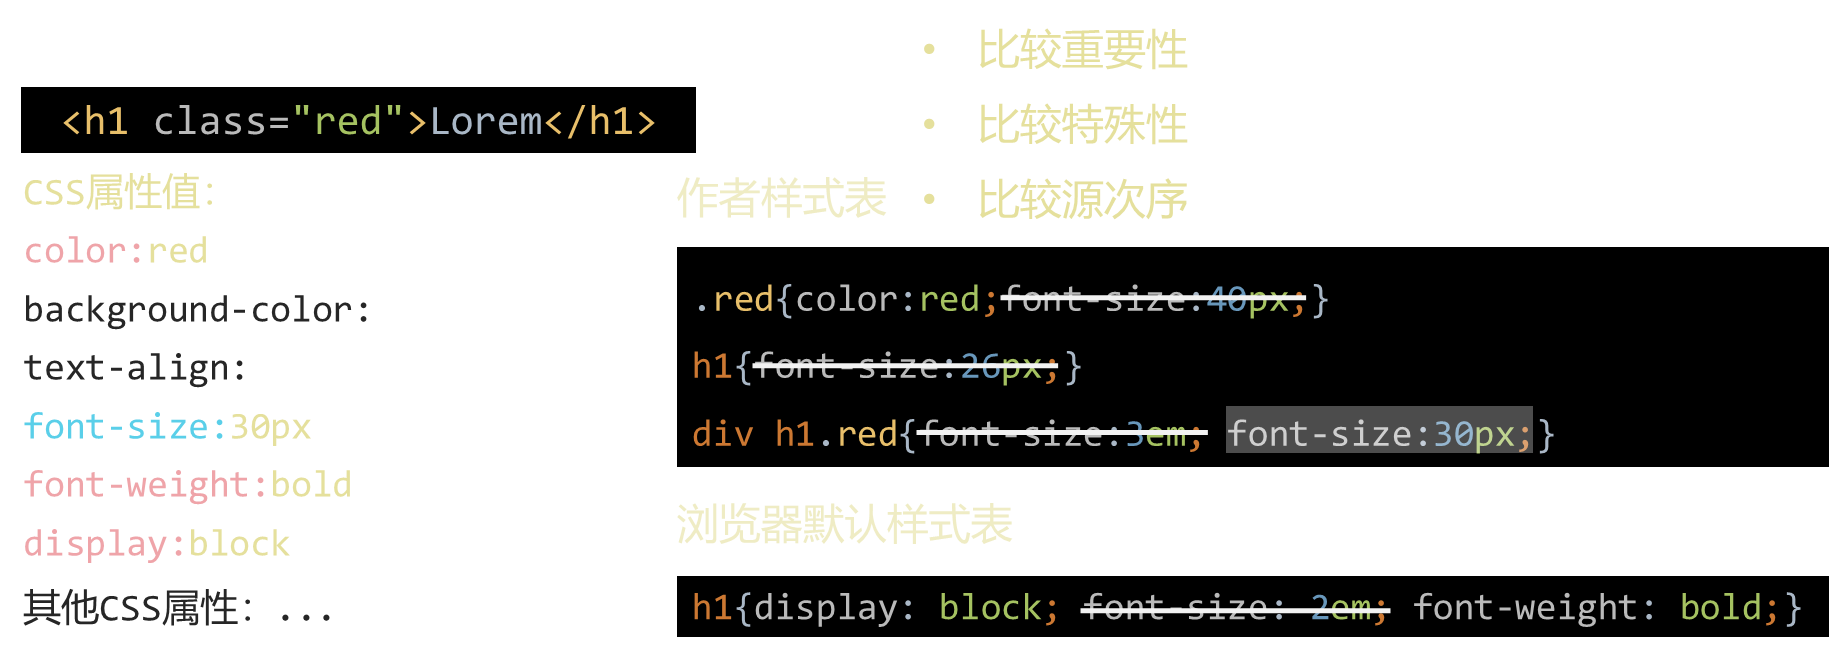 • 比较重要性
<h1 class="red">Lorem</h1>
• 比较特殊性
CSS属性值：
作者样式表
• 比较源次序
color:red
background-color:
text-align:
font-size:30px
font-weight:bold
display:block
其他CSS属性：...
.red{color:red;font-size:40px;}
h1{font-size:26px;}
div h1.red{font-size:3em; font-size:30px;}
浏览器默认样式表
h1{display: block; font-size: 2em; font-weight: bold;}